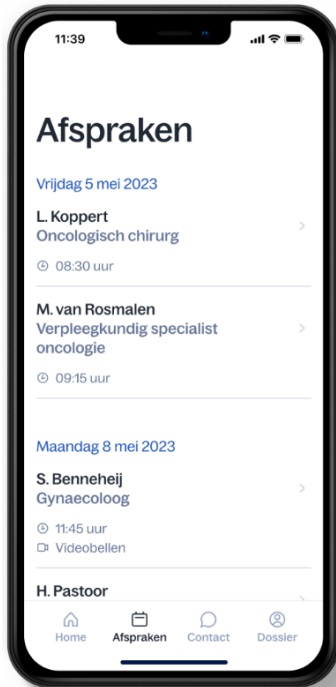 11:39
Afspraken
Vrijdag 5 mei 2023
L. Koppert
Oncologisch chirurg
08:30 uur
M. van Rosmalen
Verpleegkundig specialist
oncologie
09:15 uur
Maandag 8 mei 2023
S. Benneheij
Gynaecoloog
11:45 uur
Videobellen
H. Pastoor
Home Afspraken Contact Dossier